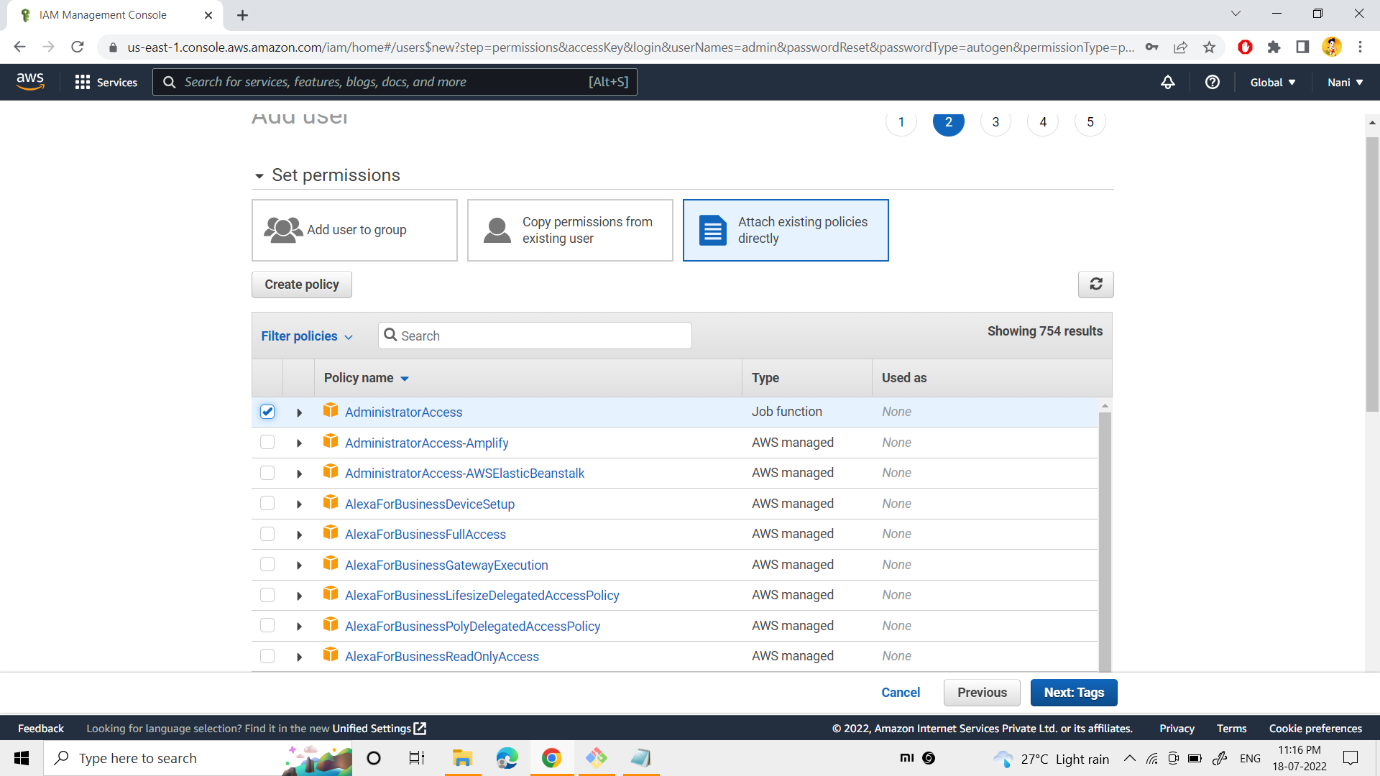 IAM Management Console
us-east-1.console.aws.amazon.com/iam/home#/users$new?step=permissions&accessKey&login&userNames=admin&passwordReset&passwordType=autogen&permissionType=p...
aws Services Search for services, features, blogs, docs, and more [Alt+S] Global Nani
Add user 1 2 3 4 5
Set permissions
Add user to group
Copy permissions from
existing user
Attach existing policies
directly
Create policy
Filter policies Search Showing 754 results
Policy name Type Used as
AdministratorAccess Job function None
AdministratorAccess-Amplify AWS managed None
AdministratorAccess-AWSElasticBeanstalk AWS managed None
AlexaForBusinessDeviceSetup AWS managed None
AlexaForBusinessFullAccess AWS managed None
AlexaForBusinessGatewayExecution AWS managed None
AlexaForBusinessLifesizeDelegatedAccessPolicy AWS managed None
AlexaForBusinessPolyDelegatedAccessPolicy AWS managed None
AlexaForBusinessReadOnlyAccess AWS managed None
Cancel Previous Next: Tags
Feedback Looking for language selection? Find it in the new Unified Settings © 2022, Amazon Internet Services Private Ltd. or its affiliates. Privacy Terms Cookie preferences
Type here to search 27°C Light rain ENG 11:16 PM
18-07-2022